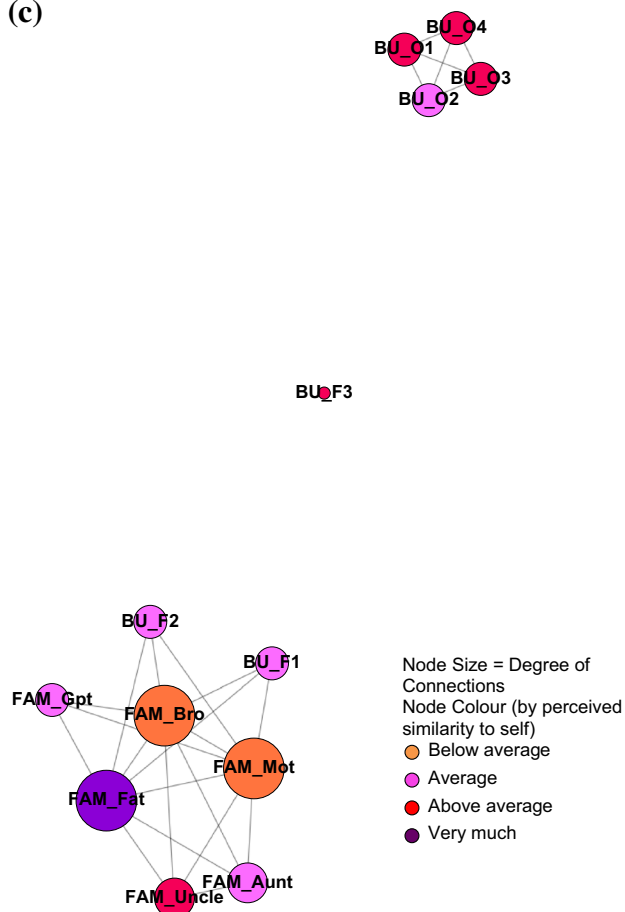 (c)
BU_O4
BU_O1
BU_O3
BU_O2
BU_F3
BU_F2
BU_F1
FAM_Gpt
FAM_Bro
FAM_Mot
FAM_Fat
FAM_Aunt
FAM_Uncle
Node Size = Degree of
Connections
Node Colour (by perceived
similarity to self)
Below average
Average
Above average
Very much